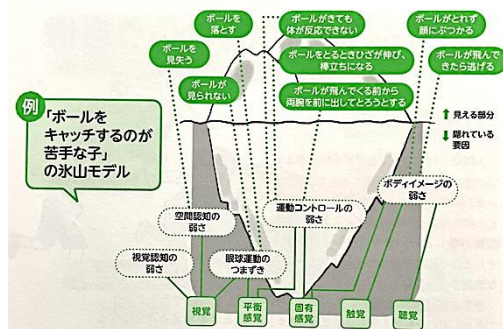 ボールを
落とす
ボールがきても
体が反応できない
ボールがとれず
顔にぶつかる
ボールを
見失う
ボールをとるときひざが伸び、
棒立ちになる
ボールが飛んで
きたら逃げる
ボールが
見られない
ボールが飛んでくる前から
両腕を前に出してとろうとする
例
「ボールを
キャッチするのが
苦手な子」
の氷山モデル
見える部分
隠れている
要因
ボディイメージの
弱さ
空間認知の
弱さ
運動コントロールの
弱さ
視覚認知の
弱さ
眼球運動の
つまずき
視覚
平衡
感覚
固有
感覚
触覚
聴覚